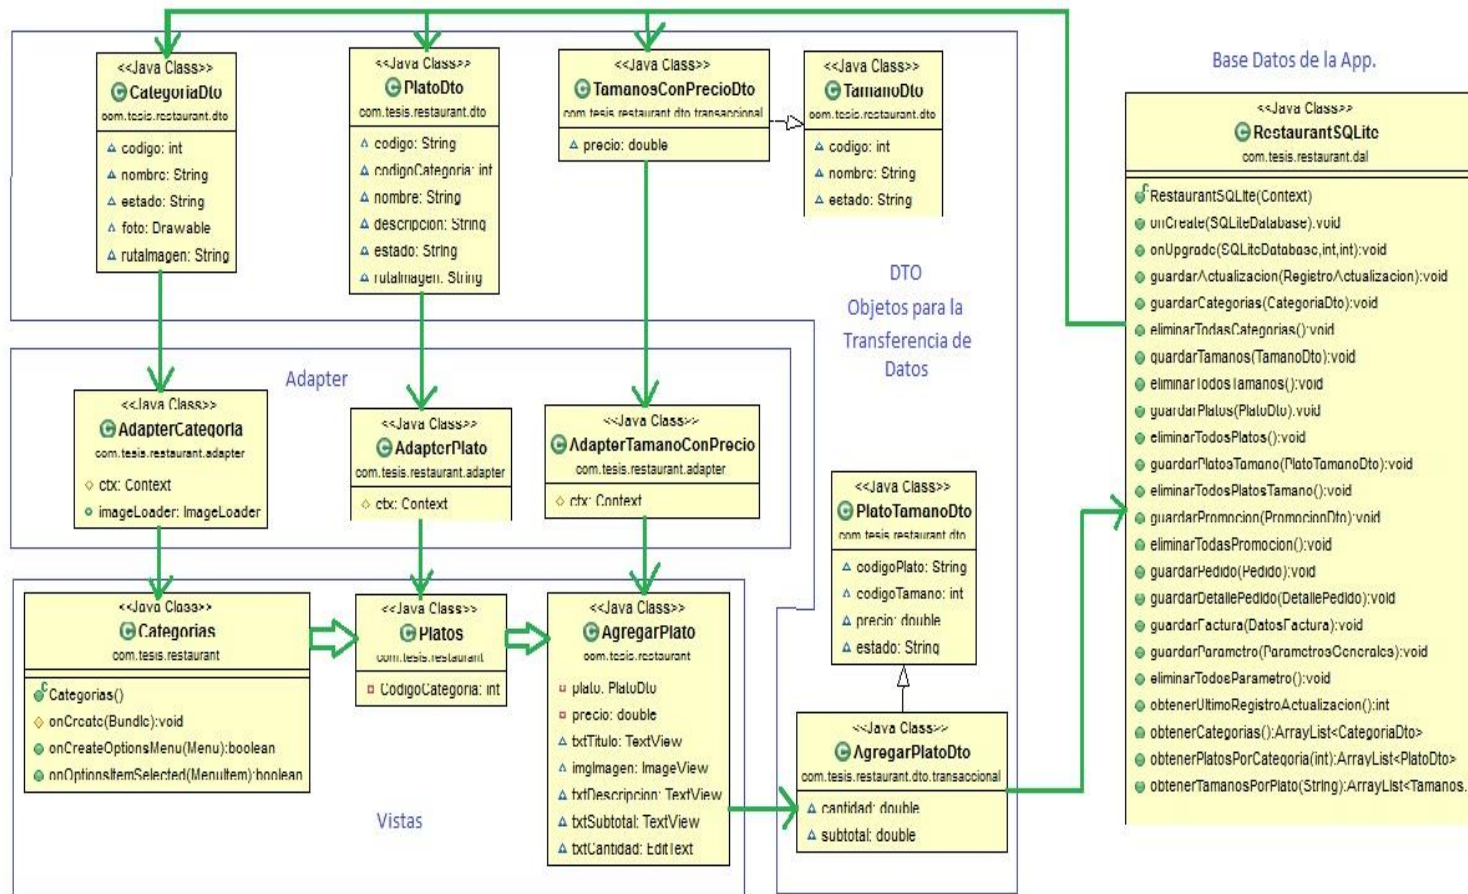 <<Java Class>>
CategoriaDto
com.tesis.restaurant.dto
codigo: int
nombre: String
estado: String
foto: Drawable
rutaImagen: String
<<Java Class>>
PlatoDto
com.tesis.restaurant.dto
codigo: String
codigoCategoria: int
nombre: String
descripcion: String
estado: String
rutaImagen: String
<<Java Class>>
TamanosConPrecioDto
com.tesis.restaurant.dto.transaccional
precio: double
<<Java Class>>
TamanoDto
com.tesis.restaurant.dto
codigo: int
nombre: String
estado: String
DTO
Objetos para la
Transferencia de
Datos
Base Datos de la App.
<<Java Class>>
RestaurantSQLite
com.tesis.restaurant.dal
RestaurantSQLite(Context)
onCreate(SQLiteDatabase):void
onUpgrade(SQLiteDatabase,int,int):void
guardarActualizacion(RegistroActualizacion):void
guardarCategorias(CategoriaDto):void
eliminarTodasCategorias():void
guardarTamanos(TamanoDto):void
eliminarTodosTamanos():void
guardarPlatos(PlatoDto):void
eliminarTodosPlatos():void
guardarPlatosTamano(PlatoTamanoDto):void
eliminarTodosPlatosTamano():void
guardarPromocion(PromocionDto):void
eliminarTodasPromocion():void
guardarPedido(Pedido):void
guardarDetallePedido(DetallePedido):void
guardarFactura(DatosFactura):void
guardarParametro(ParametrosGenerales):void
eliminarTodosParametro():void
obtenerUltimoRegistroActualizacion():int
obtenerCategorias():ArrayList<CategoriaDto>
obtenerPlatosPorCategoria(int):ArrayList<PlatoDto>
obtenerTamanosPorPlato(String):ArrayList<Tamanos.
Adapter
<<Java Class>>
AdapterCategoria
com.tesis.restaurant.adapter
ctx: Context
imageLoader: ImageLoader
<<Java Class>>
AdapterPlato
com.tesis.restaurant.adapter
ctx: Context
<<Java Class>>
AdapterTamanoConPrecio
com.tesis.restaurant.adapter
ctx: Context
<<Java Class>>
PlatoTamanoDto
com.tesis.restaurant.dto
codigoPlato: String
codigoTamano: int
precio: double
estado: String
<<Java Class>>
Categorias
com.tesis.restaurant
Categorias()
onCreate(Bundle):void
onCreateOptionsMenu(Menu):boolean
onOptionsItemSelected(MenuItem):boolean
<<Java Class>>
Platos
com.tesis.restaurant
CodigoCategoria: int
<<Java Class>>
AgregarPlato
com.tesis.restaurant
plato: PlatoDto
precio: double
txtTitulo: TextView
imgImagen: ImageView
txtDescripcion: TextView
txtSubtotal: TextView
txtCantidad: EditText
Vistas
<<Java Class>>
AgregarPlatoDto
com.tesis.restaurant.dto.transaccional
cantidad: double
subtotal: double